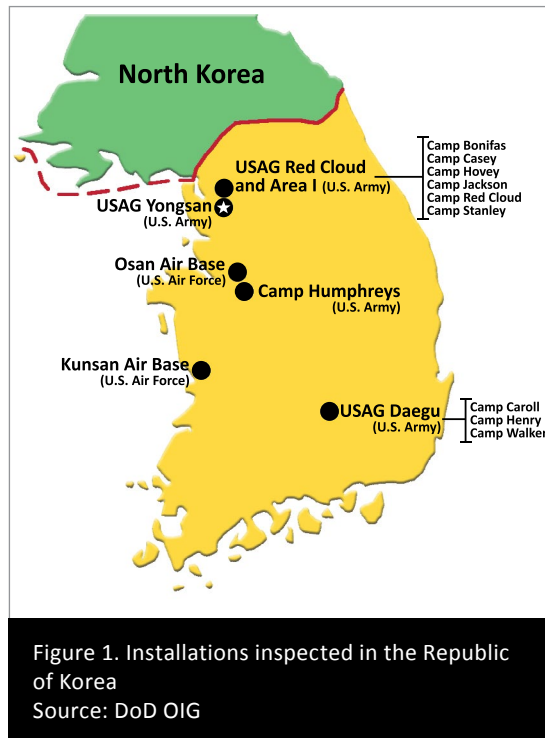 North Korea
USAG Red Cloud
and Area I (U.S. Army)
Camp Bonifas
Camp Casey
Camp Hovey
Camp Jackson
Camp Red Cloud
Camp Stanley
USAG Yongsan
(U.S. Army)
Osan Air Base
(U.S. Air Force)
Camp Humphreys
(U.S. Army)
Kunsan Air Base
(U.S. Air Force)
USAG Daegu
(U.S. Army)
Camp Caroll
Camp Henry
Camp Walker
Figure 1. Installations inspected in the Republic
of Korea
Source: DoD OIG